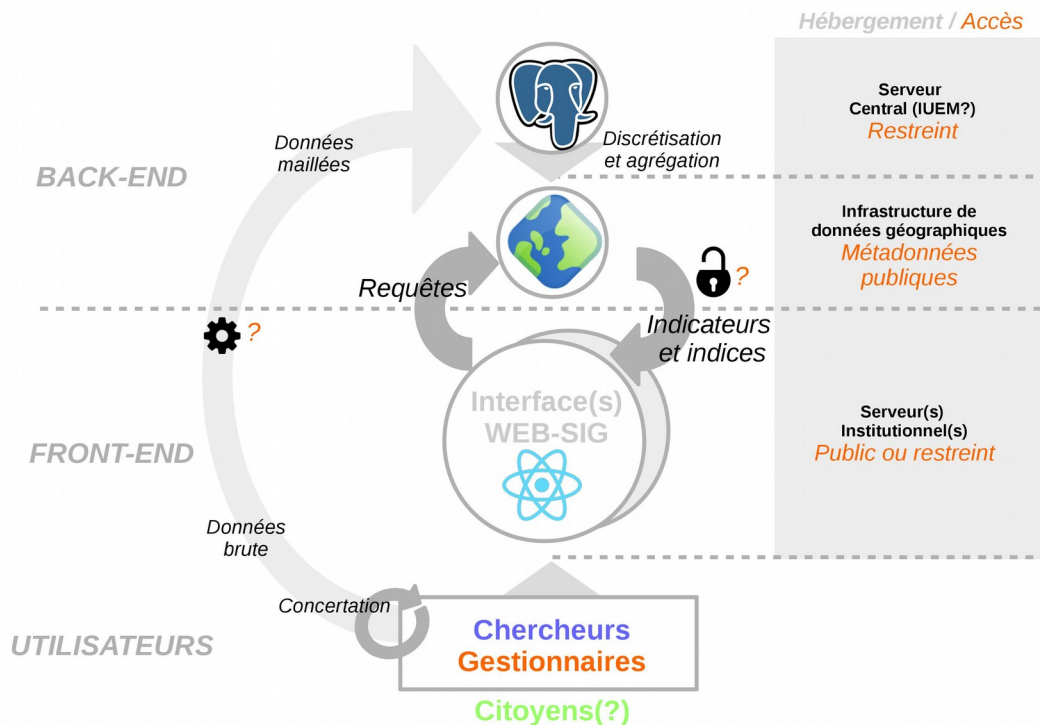 Hébergement / Accès
Serveur
Central (IUEM?)
Restreint
Données
maillées
Discrétisation
et agrégation
BACK-END
Infrastructure de
données géographiques
Métadonnées
publiques
Requêtes
?
Indicateurs
et indices
?
Interface(s)
WEB-SIG
Serveur(s)
Institutionnel(s)
Public ou restreint
FRONT-END
Données
brute
Concertation
UTILISATEURS
Chercheurs
Gestionnaires
Citoyens(?)